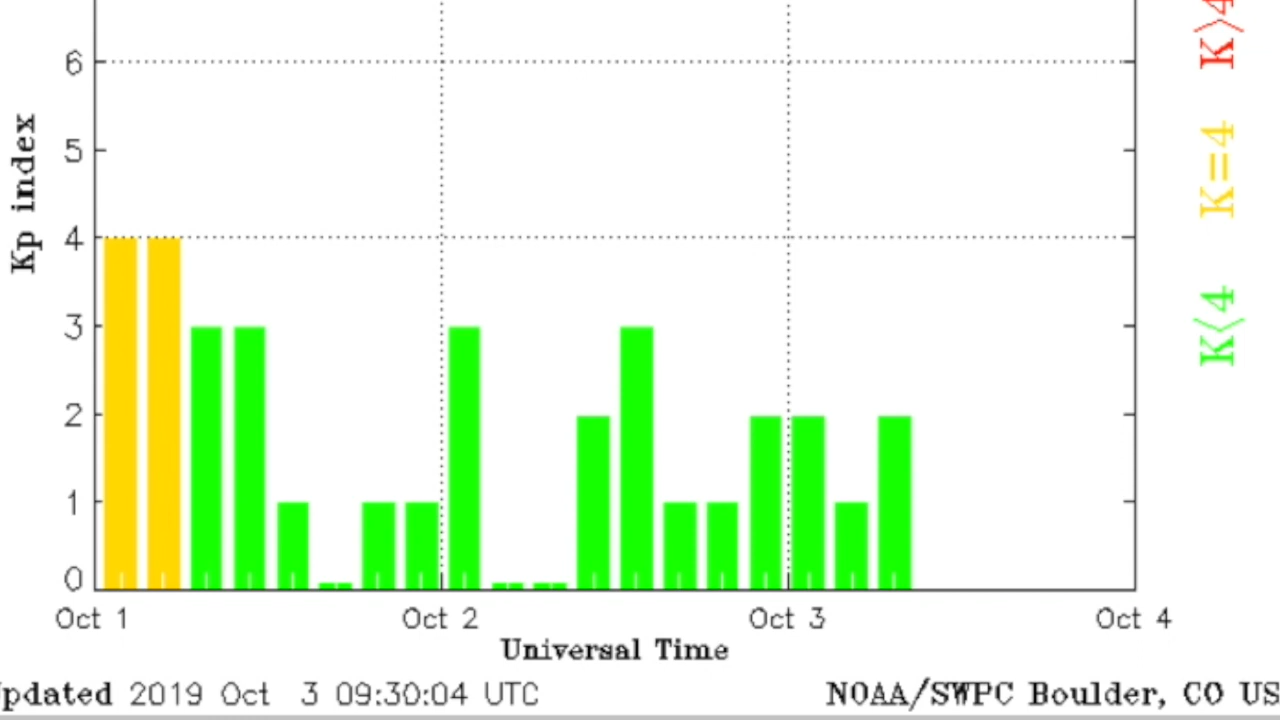 6
5
4
3
2
1
0
Kp index
K>4
K=4
K<4
Oct 1 Oct 2 Oct 3 Oct 4
Universal Time
pdated 2019 Oct 3 09:30:04 UTC
NOAA/SWPC Boulder, CO US